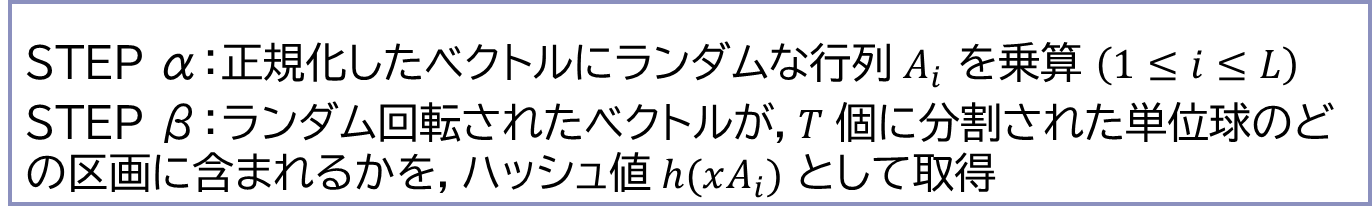 STEP α：正規化したベクトルにランダムな行列 𝐴ᵢ を乗算 (1 ≤ 𝑖 ≤ 𝐿)
STEP β：ランダム回転されたベクトルが, 𝑇 個に分割された単位球のど
の区画に含まれるかを, ハッシュ値 ℎ(𝑥𝐴ᵢ) として取得